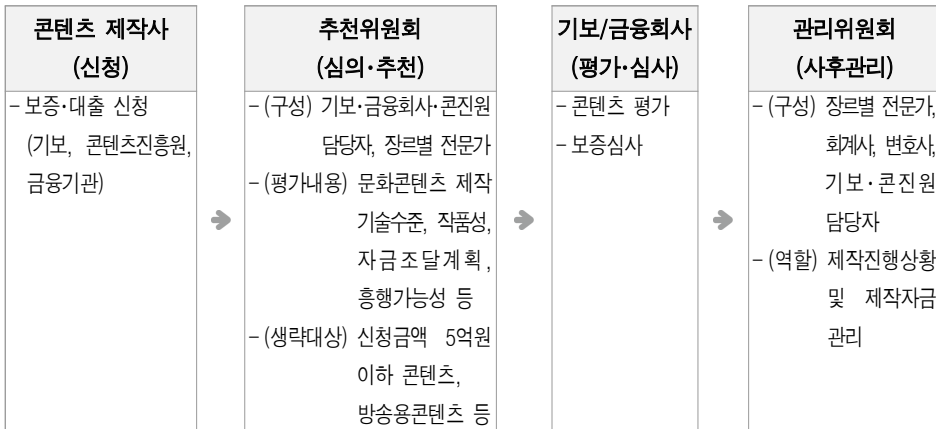 콘텐츠 제작사
(신청)
- 보증·대출 신청
(기보, 콘텐츠진흥원,
금융기관)
추천위원회
(심의·추천)
- (구성) 기보·금융회사·콘진원
담당자, 장르별 전문가
- (평가내용) 문화콘텐츠 제작
기술수준, 작품성,
자금조달계획,
흥행가능성 등
- (생략대상) 신청금액 5억원
이하 콘텐츠,
방송용콘텐츠 등
기보/금융회사
(평가·심사)
- 콘텐츠 평가
- 보증심사
관리위원회
(사후관리)
- (구성) 장르별 전문가,
회계사, 변호사,
기보·콘진원
담당자
- (역할) 제작진행상황
및 제작자금
관리